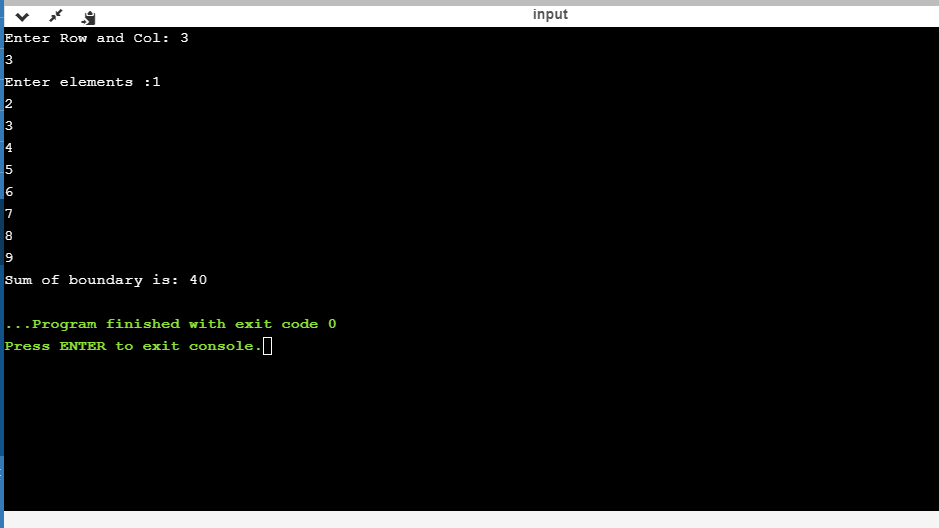 input
Enter Row and Col: 3
3
Enter elements :1
2
3
4
5
6
7
8
9
Sum of boundary is: 40
...Program finished with exit code 0
Press ENTER to exit console.